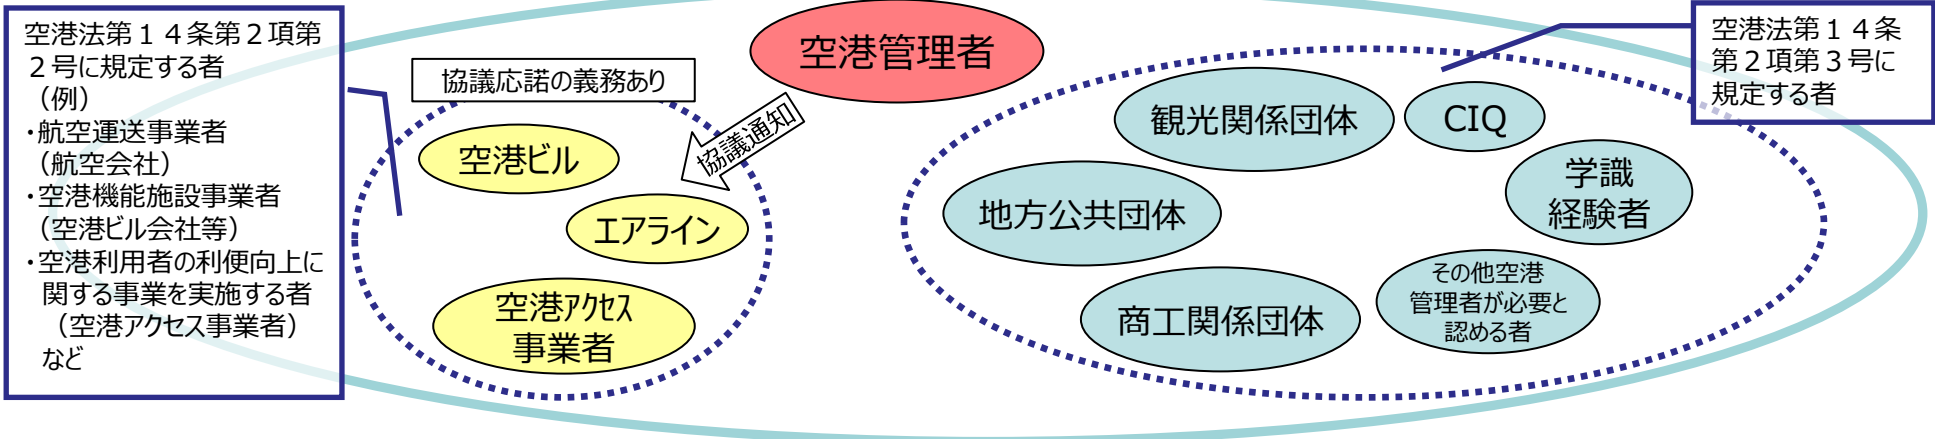 空港法第１４条第２項第
２号に規定する者
（例）
・航空運送事業者
（航空会社）
・空港機能施設事業者
（空港ビル会社等）
・空港利用者の利便向上に
関する事業を実施する者
（空港アクセス事業者）
など
協議応諾の義務あり
空港管理者
協議通知
空港ビル
エアライン
空港アクセス
事業者
観光関係団体
CIQ
地方公共団体
学識
経験者
商工関係団体
その他空港
管理者が必要と
認める者
空港法第１４条
第２項第３号に
規定する者